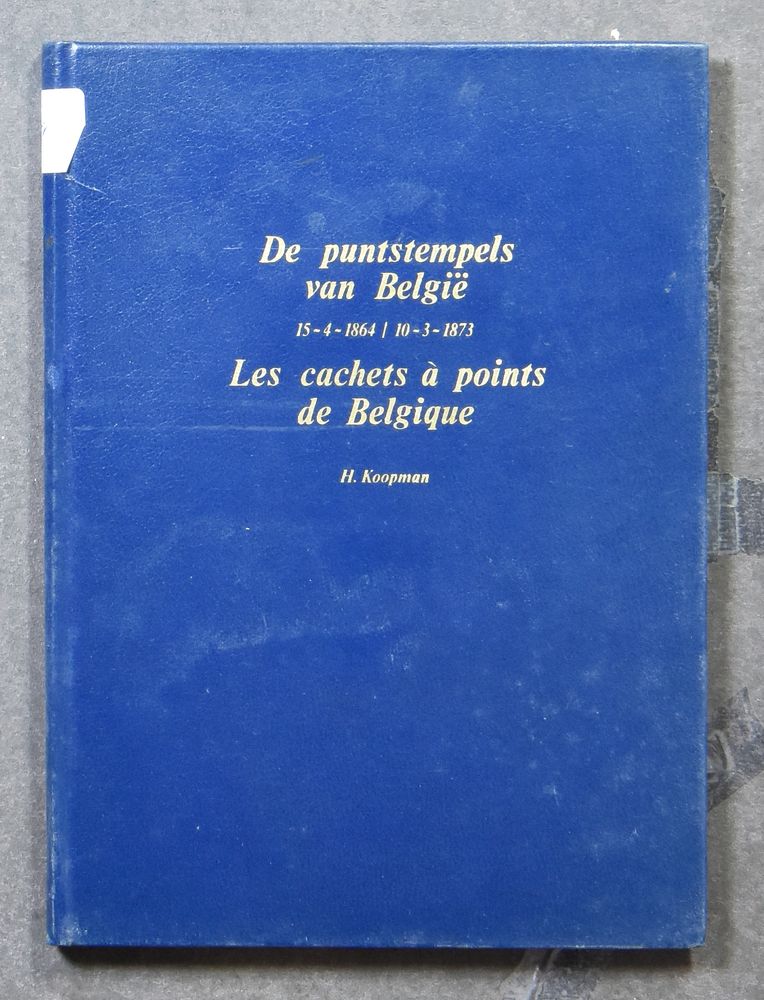 De puntstempels
van België
15-4-1864 / 10-3-1873
Les cachets à points
de Belgique
H. Koopman